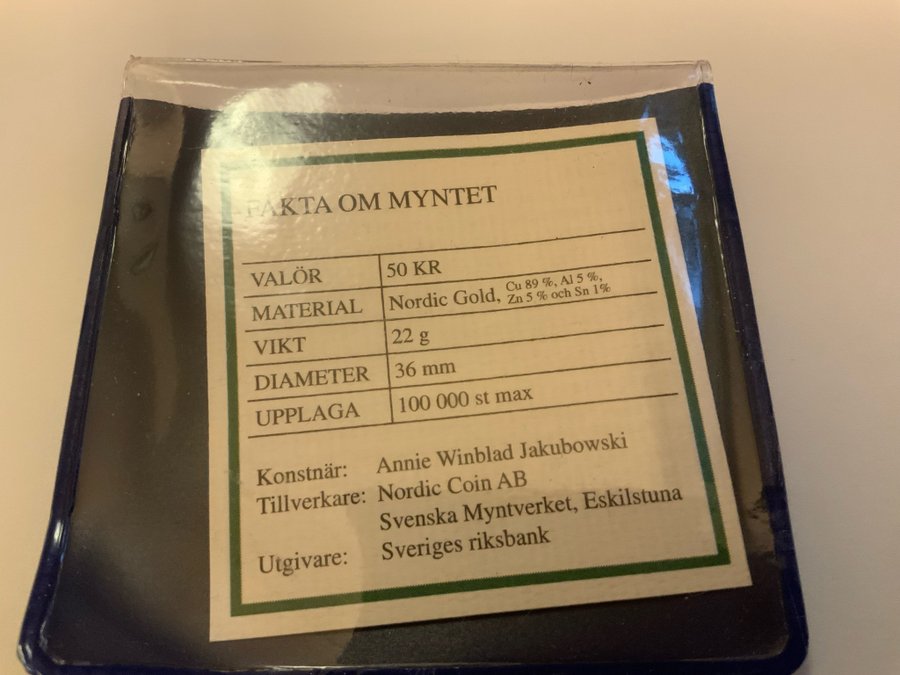 FAKTA OM MYNTET
VALÖR 50 KR
MATERIAL Nordic Gold, Cu 89 %, Al 5 %,
Zn 5 % och Sn 1%
VIKT 22 g
DIAMETER 36 mm
UPPLAGA 100 000 st max
Konstnär: Annie Winblad Jakubowski
Tillverkare: Nordic Coin AB
Svenska Myntverket, Eskilstuna
Utgivare: Sveriges riksbank